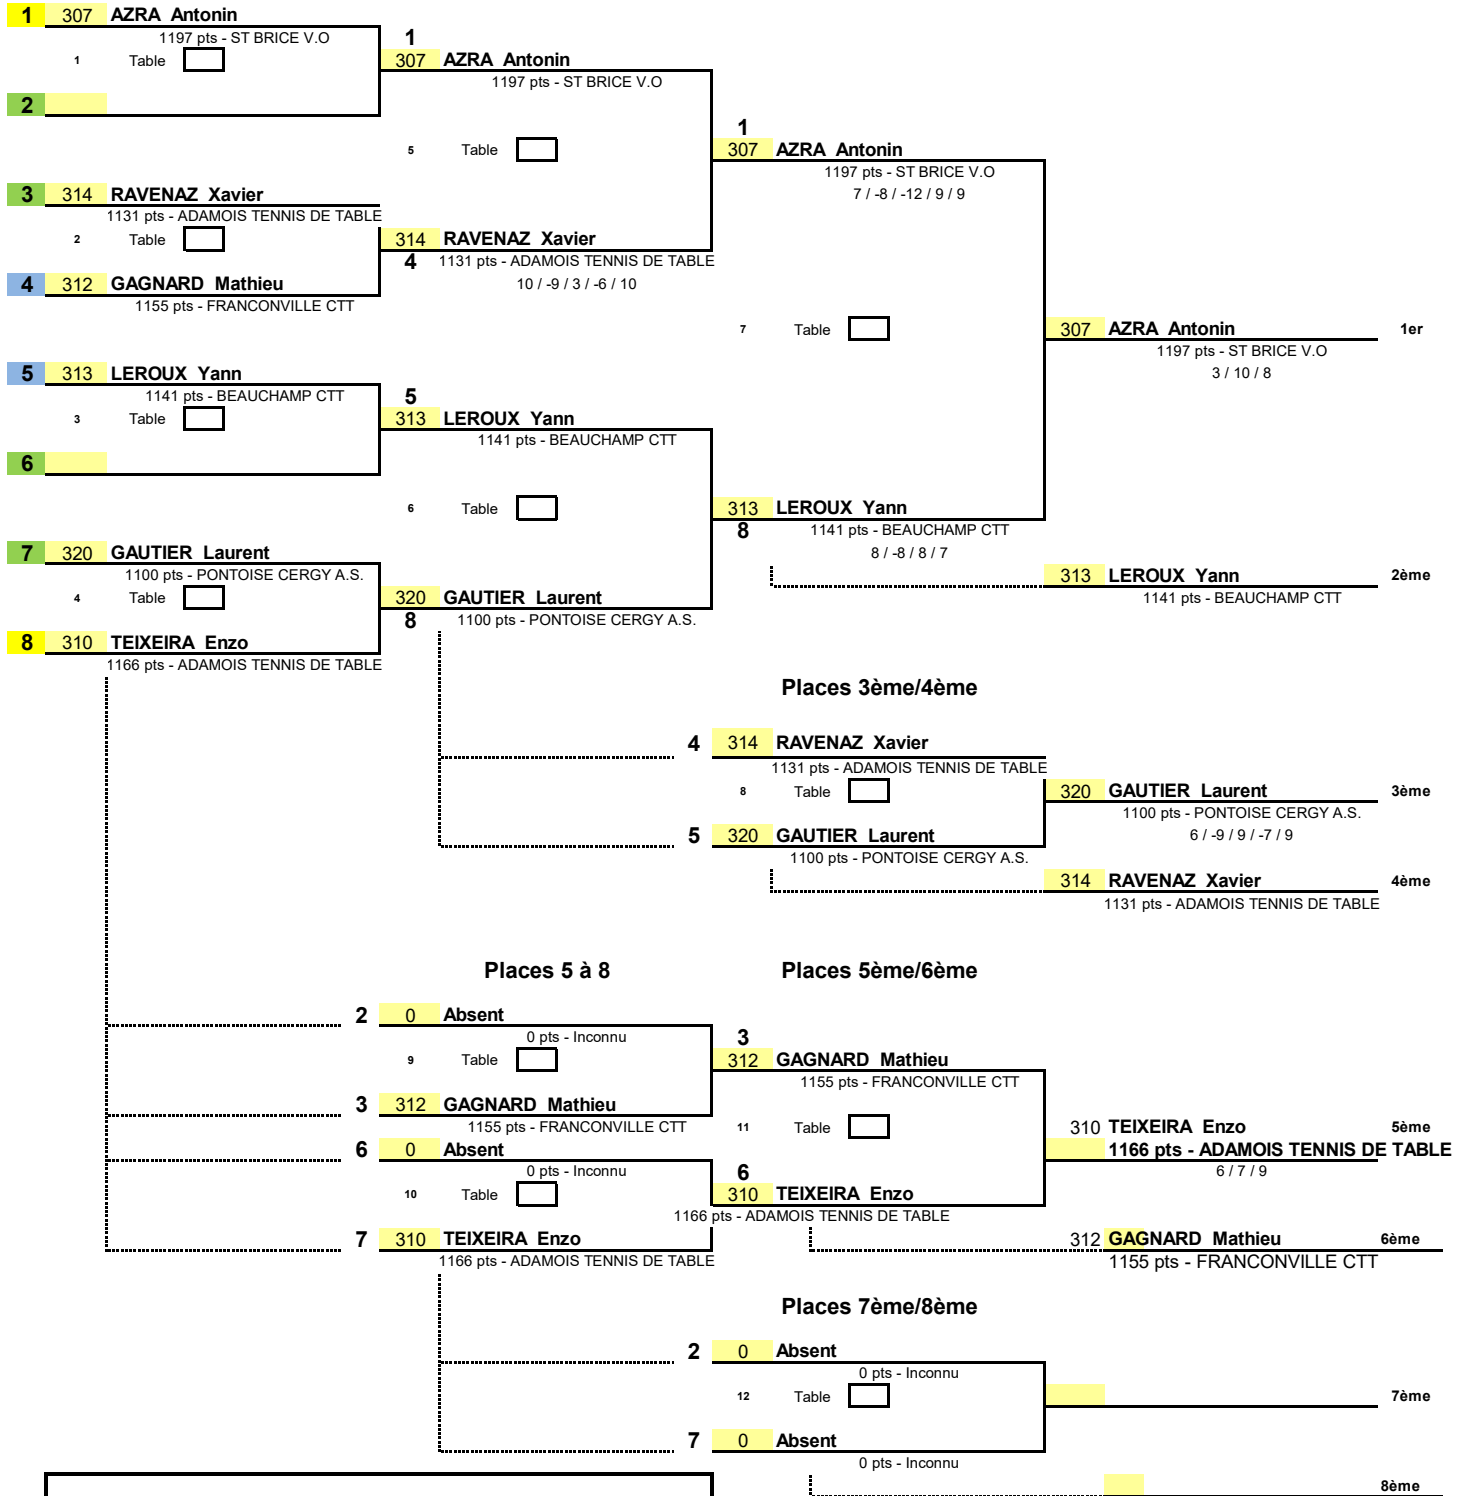 1 307 AZRA Antonin
1197 pts - ST BRICE V.O
1
1 Table
307 AZRA Antonin
1197 pts - ST BRICE V.O
2
1
5 Table
307 AZRA Antonin
1197 pts - ST BRICE V.O
7 / -8 / -12 / 9 / 9
3 314 RAVENAZ Xavier
1131 pts - ADAMOIS TENNIS DE TABLE
2 Table
314 RAVENAZ Xavier
4 1131 pts - ADAMOIS TENNIS DE TABLE
10 / -9 / 3 / -6 / 10
4 312 GAGNARD Mathieu
1155 pts - FRANCONVILLE CTT
7 Table
307 AZRA Antonin 1er
1197 pts - ST BRICE V.O
3 / 10 / 8
5 313 LEROUX Yann
1141 pts - BEAUCHAMP CTT
5
3 Table
313 LEROUX Yann
1141 pts - BEAUCHAMP CTT
6
6 Table
313 LEROUX Yann
8 1141 pts - BEAUCHAMP CTT
8 / -8 / 8 / 7
7 320 GAUTIER Laurent
1100 pts - PONTOISE CERGY A.S.
313 LEROUX Yann 2ème
1141 pts - BEAUCHAMP CTT
4 Table
320 GAUTIER Laurent
8 1100 pts - PONTOISE CERGY A.S.
8 310 TEIXEIRA Enzo
1166 pts - ADAMOIS TENNIS DE TABLE
Places 3ème/4ème
4 314 RAVENAZ Xavier
1131 pts - ADAMOIS TENNIS DE TABLE
8 Table
320 GAUTIER Laurent 3ème
1100 pts - PONTOISE CERGY A.S.
6 / -9 / 9 / -7 / 9
5 320 GAUTIER Laurent
1100 pts - PONTOISE CERGY A.S.
314 RAVENAZ Xavier 4ème
1131 pts - ADAMOIS TENNIS DE TABLE
Places 5 à 8 Places 5ème/6ème
2 0 Absent
0 pts - Inconnu
3
9 Table
312 GAGNARD Mathieu
1155 pts - FRANCONVILLE CTT
3 312 GAGNARD Mathieu
1155 pts - FRANCONVILLE CTT
11 Table
310 TEIXEIRA Enzo 5ème
1166 pts - ADAMOIS TENNIS DE TABLE
6 / 7 / 9
6 0 Absent
0 pts - Inconnu
6
10 Table
310 TEIXEIRA Enzo
1166 pts - ADAMOIS TENNIS DE TABLE
7 310 TEIXEIRA Enzo
1166 pts - ADAMOIS TENNIS DE TABLE
312 GAGNARD Mathieu 6ème
1155 pts - FRANCONVILLE CTT
Places 7ème/8ème
2 0 Absent
0 pts - Inconnu
12 Table
7ème
7 0 Absent
0 pts - Inconnu
8ème